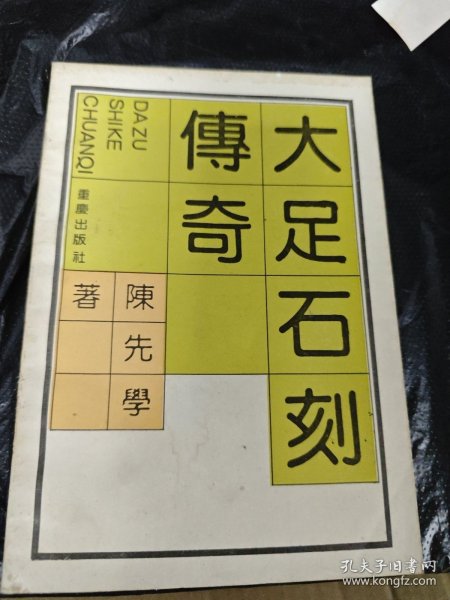 大足石刻
傳奇
DAZU
SHIKE
CHUANQI
重慶出版社
陳先學
著
孔夫子旧书网
www.kongfz.com